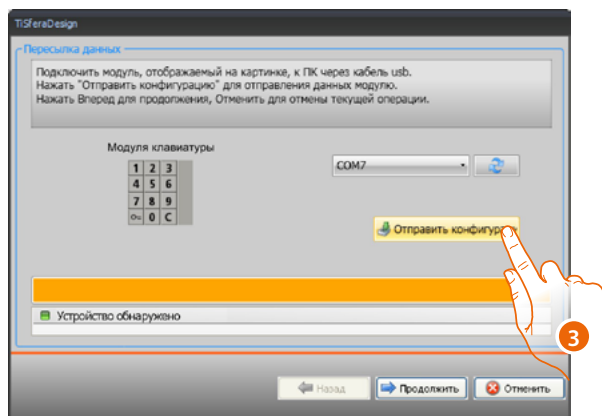 TiSferaDesign
Пересылка данных
Подключить модуль, отображаемый на картинке, к ПК через кабель usb.
Нажать "Отправить конфигурацию" для отправления данных модулю.
Нажать Вперед для продолжения, Отменить для отмены текущей операции.
Модуля клавиатуры
1 2 3
4 5 6
7 8 9
0 C
COM7
Отправить конфигура
Устройство обнаружено
3
Назад
Продолжить
Отменить